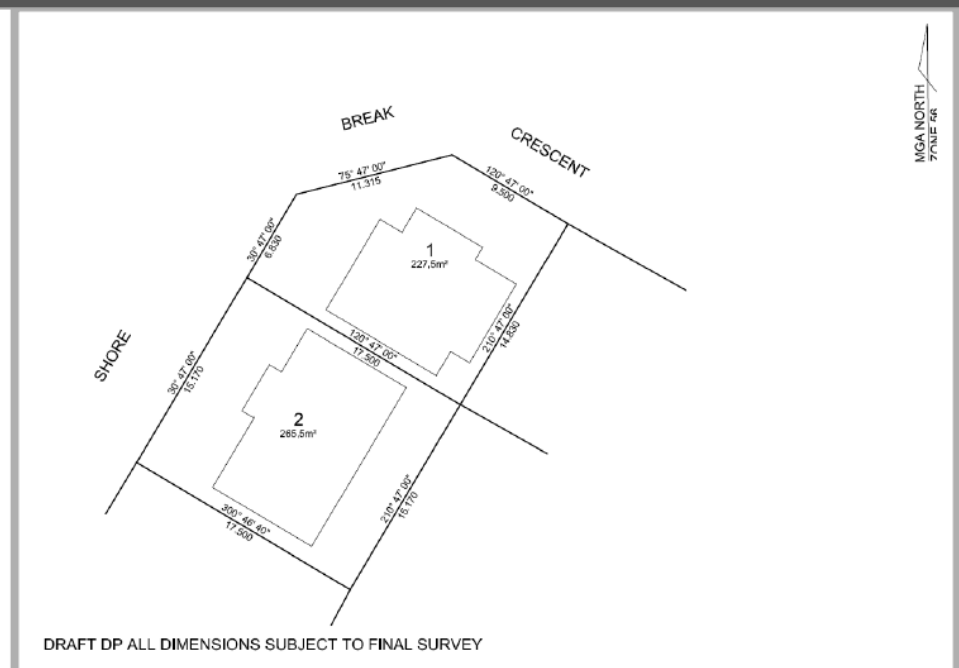 MGA NORTH
ZONE 56
BREAK
CRESCENT
75° 47' 00"
11.315
120° 47' 00"
9.500
30° 47' 00"
6.830
1
227,5m²
210° 47' 00"
14.830
SHORE
120° 47' 00"
17.500
30° 47' 00"
15.170
2
265,5m²
210° 47' 00"
15.170
300° 46' 40"
17.500
DRAFT DP ALL DIMENSIONS SUBJECT TO FINAL SURVEY